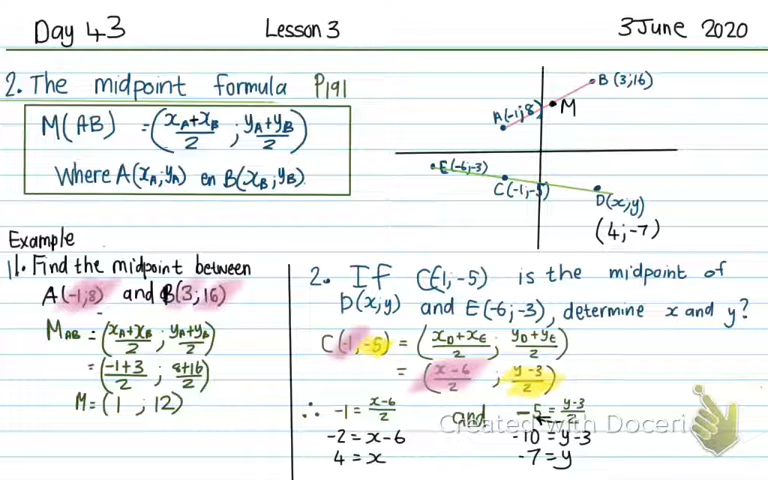 Day 43 Lesson 3 3 June 2020
2. The midpoint formula P191
M(AB) = (xA+xB/2 ; yA+yB/2)
Where A(xA;yA) en B(xB;yB).
B(3;16)
A(-1;8)
M
E(-6;-3)
C(-1;-5)
D(x;y)
(4;-7)
Example
1. Find the midpoint between
A(-1;8) and B(3;16)
MAB = (xA+xB/2 ; yA+yB/2)
= (-1+3/2 ; 8+16/2)
M = (1 ; 12)
2. If C(-1;-5) is the midpoint of
D(x;y) and E(-6;-3), determine x and y?
C(-1;-5) = (xD+xE/2 ; yD+yE/2)
= (x-6/2 ; y-3/2)
∴ -1 = x-6/2 and -5 = y-3/2
-2 = x-6 -10 = y-3
4 = x -7 = y
Created with Doceri